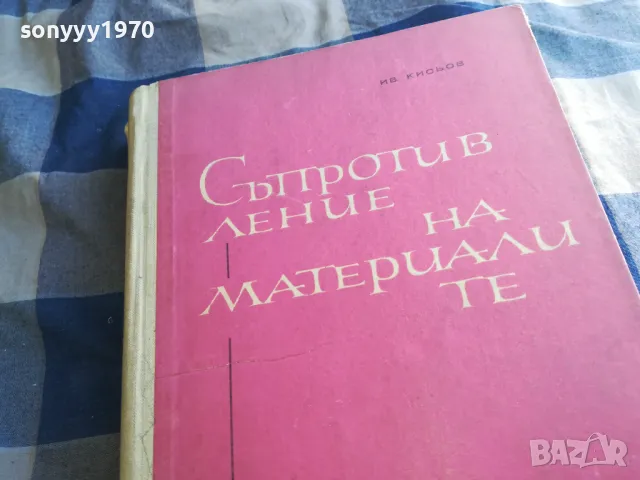 sonyyy1970
ИВ КИСЬОВ
СЪПРОТИВ
ЛЕНИЕ
НА
МАТЕРИАЛИ
ТЕ
BAZAR